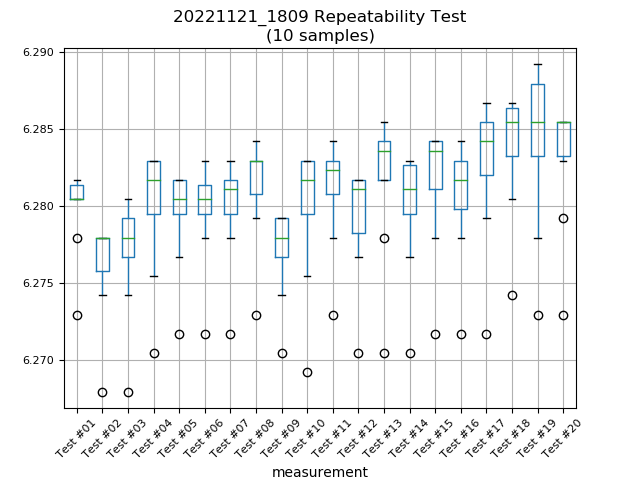 20221121_1809 Repeatability Test
(10 samples)
6.290
6.285
6.280
6.275
6.270
Test #01
Test #02
Test #03
Test #04
Test #05
Test #06
Test #07
Test #08
Test #09
Test #10
Test #11
Test #12
Test #13
Test #14
Test #15
Test #16
Test #17
Test #18
Test #19
Test #20
measurement